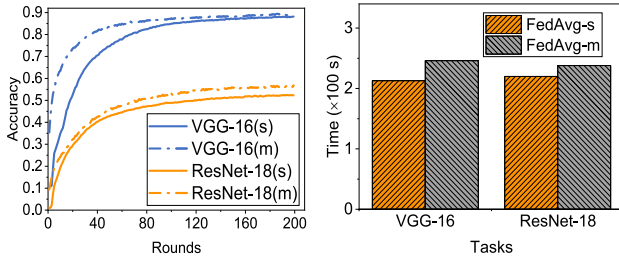 0.9
0.8
0.7
0.6
0.5
0.4
0.3
0.2
0.1
0.0
Accuracy
VGG-16(s)
VGG-16(m)
ResNet-18(s)
ResNet-18(m)
0 40 80 120 160 200
Rounds
3
2
1
0
Time (×100 s)
FedAvg-s
FedAvg-m
VGG-16 ResNet-18
Tasks